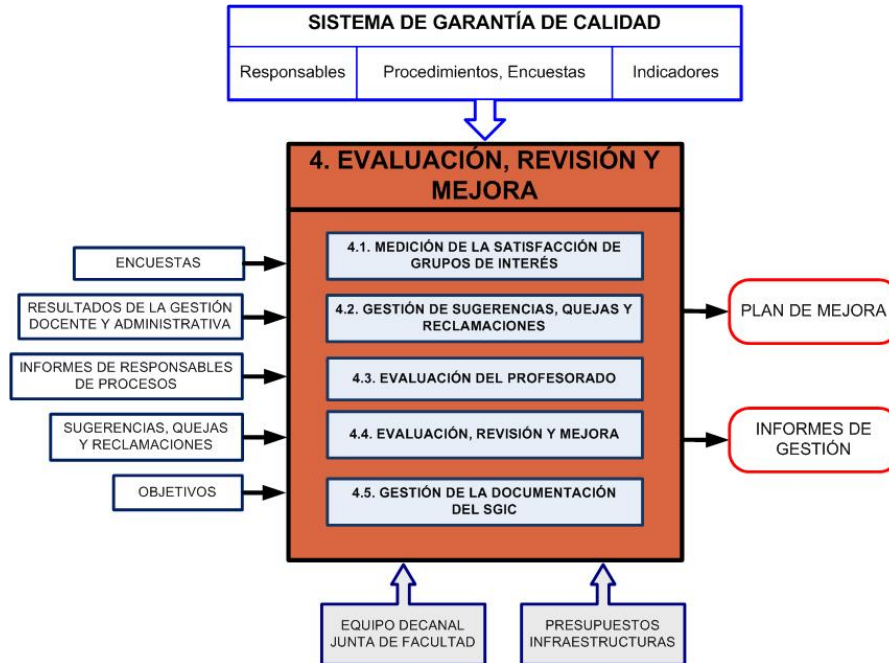 SISTEMA DE GARANTÍA DE CALIDAD
Responsables
Procedimientos, Encuestas
Indicadores
4. EVALUACIÓN, REVISIÓN Y
MEJORA
ENCUESTAS
RESULTADOS DE LA GESTIÓN
DOCENTE Y ADMINISTRATIVA
INFORMES DE RESPONSABLES
DE PROCESOS
SUGERENCIAS, QUEJAS
Y RECLAMACIONES
OBJETIVOS
4.1. MEDICIÓN DE LA SATISFACCIÓN DE
GRUPOS DE INTERÉS
4.2. GESTIÓN DE SUGERENCIAS, QUEJAS Y
RECLAMACIONES
4.3. EVALUACIÓN DEL PROFESORADO
4.4. EVALUACIÓN, REVISIÓN Y MEJORA
4.5. GESTIÓN DE LA DOCUMENTACIÓN
DEL SGIC
PLAN DE MEJORA
INFORMES DE
GESTIÓN
EQUIPO DECANAL
JUNTA DE FACULTAD
PRESUPUESTOS
INFRAESTRUCTURAS